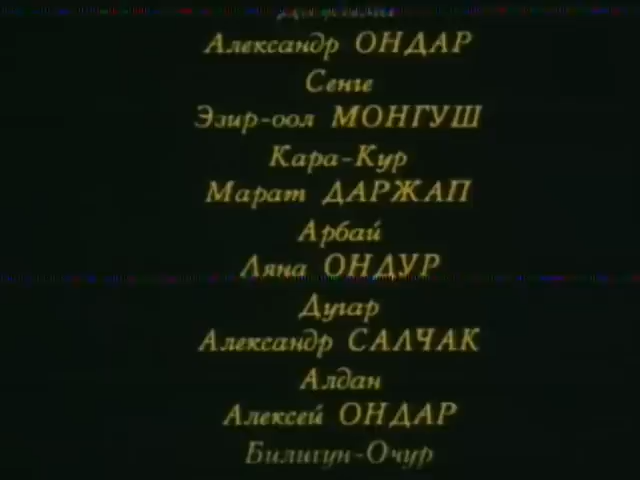 Александр ОНДАР
Сенге
Эзир-оол МОНГУШ
Кара-Кур
Марат ДАРЖАП
Арбай
Ляна ОНДУР
Дугар
Александр САЛЧАК
Алдан
Алексей ОНДАР
Билигун-Очур